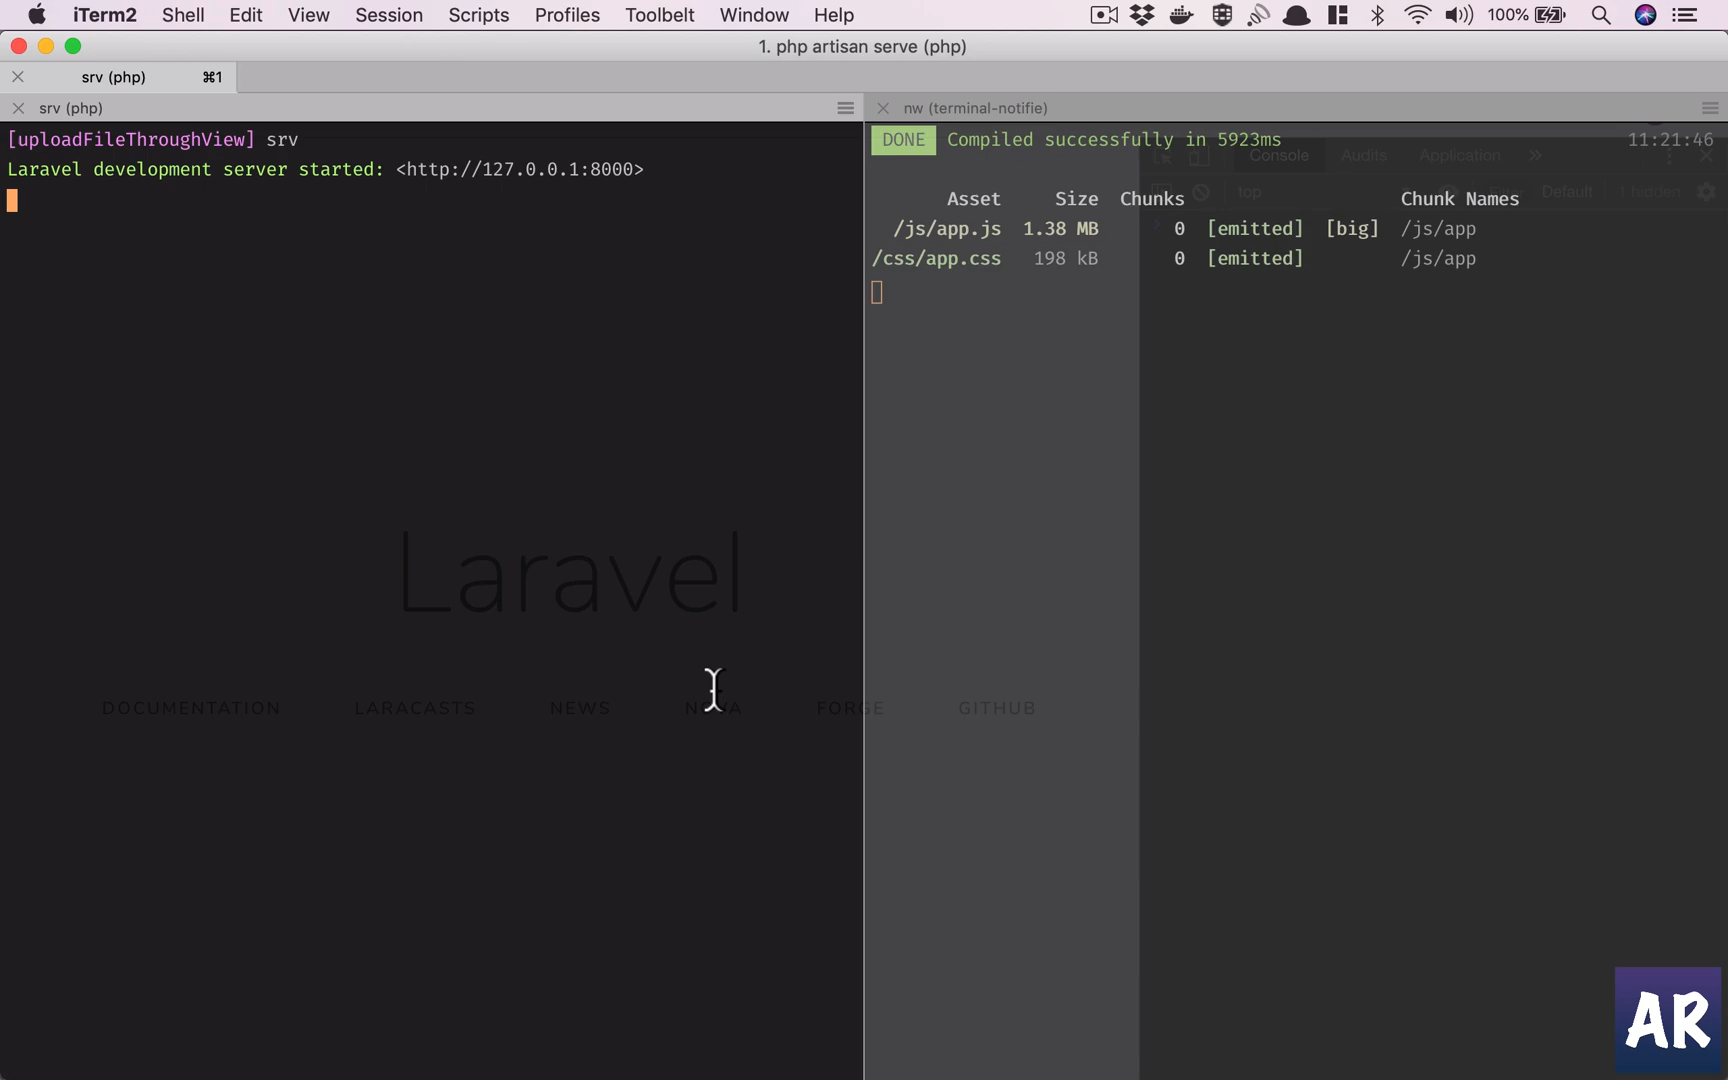 iTerm2 Shell Edit View Session Scripts Profiles Toolbelt Window Help 100%
1. php artisan serve (php)
srv (php) ⌘1
srv (php)
nw (terminal-notifie)
[uploadFileThroughView] srv
Laravel development server started: <http://127.0.0.1:8000>
DONE Compiled successfully in 5923ms 11:21:46
Console Audits Application »
top Default 1 hidden
Asset Size Chunks Chunk Names
/js/app.js 1.38 MB 0 [emitted] [big] /js/app
/css/app.css 198 kB 0 [emitted] /js/app
Laravel
DOCUMENTATION LARACASTS NEWS NOVA FORGE GITHUB
AR